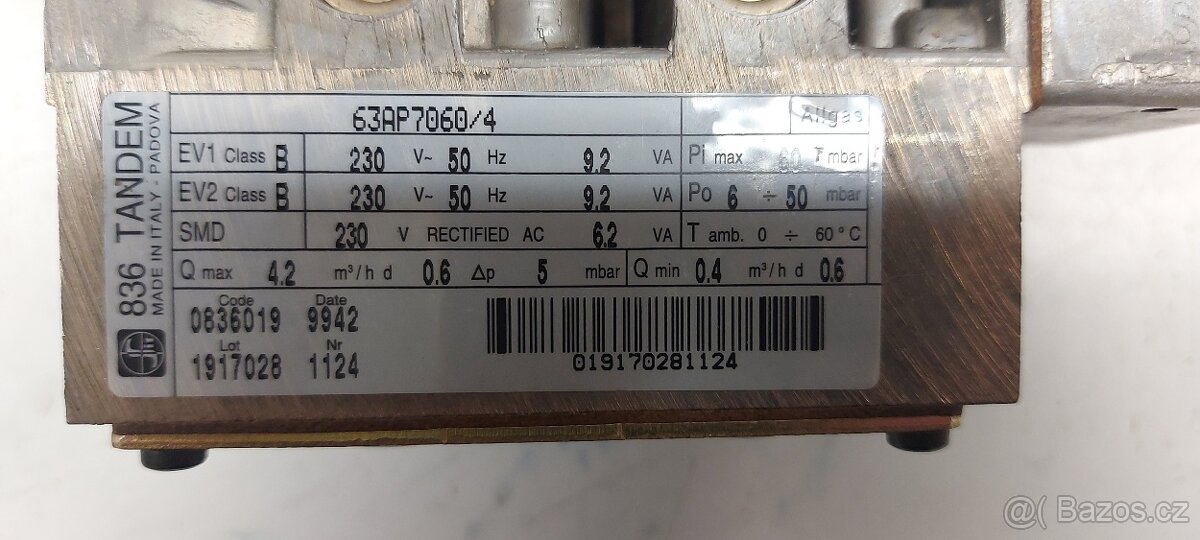 836 TANDEM
MADE IN ITALY - PADOVA
63AP7060/4 Allgas
EV1 Class B 230 V~ 50 Hz 9.2 VA Pi max 60 mbar
EV2 Class B 230 V~ 50 Hz 9.2 VA Po 6 ÷ 50 mbar
SMD 230 V RECTIFIED AC 6.2 VA T amb. 0 ÷ 60°C
Q max 4.2 m³/h d 0.6 Δp 5 mbar Q min 0.4 m³/h d 0.6
Code Date
0836019 9942
Lot Nr
1917028 1124
019170281124
@( Bazos.cz